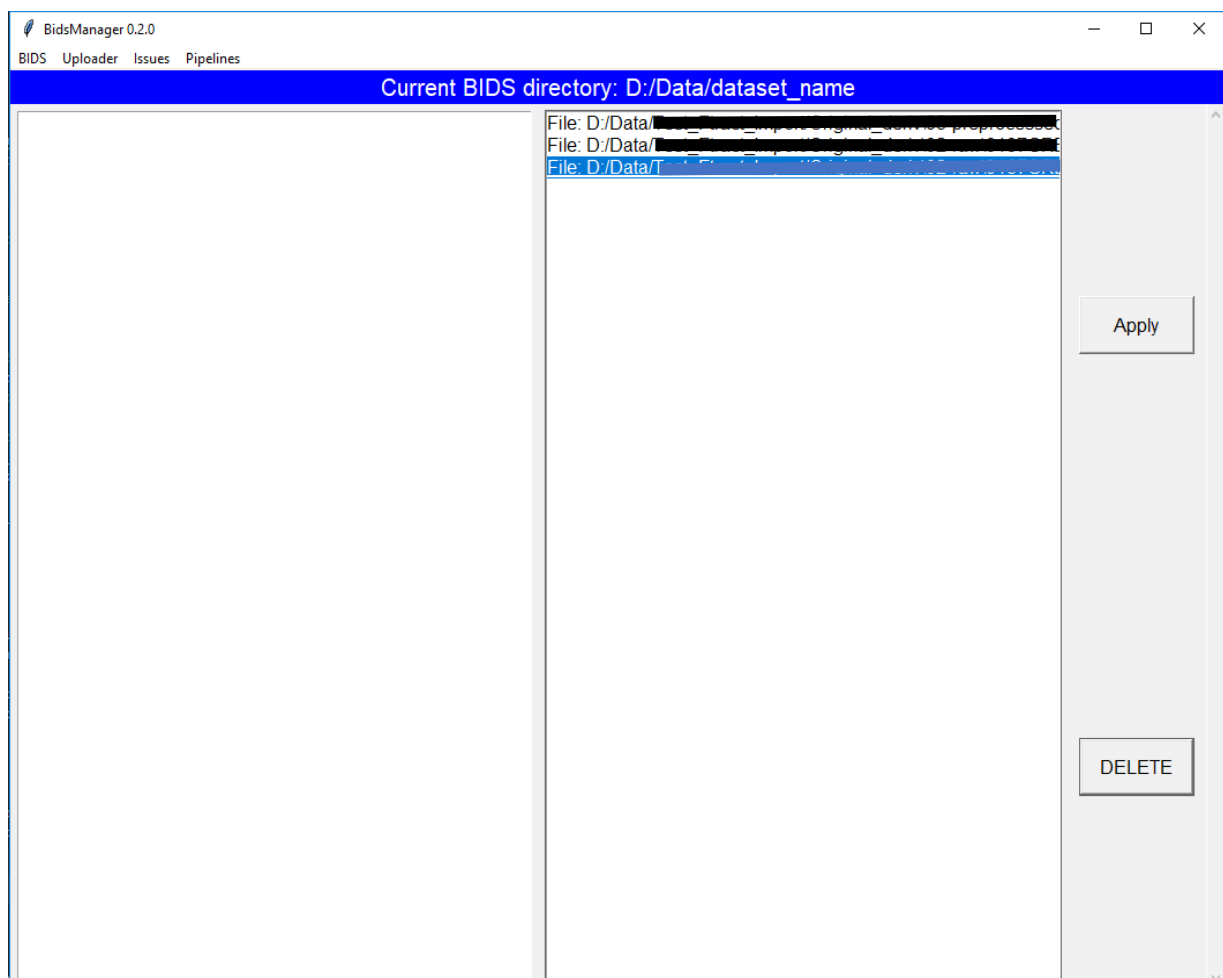 BidsManager 0.2.0
BIDS Uploader Issues Pipelines
Current BIDS directory: D:/Data/dataset_name
File: D:/Data/
File: D:/Data/
File: D:/Data/
Apply
DELETE